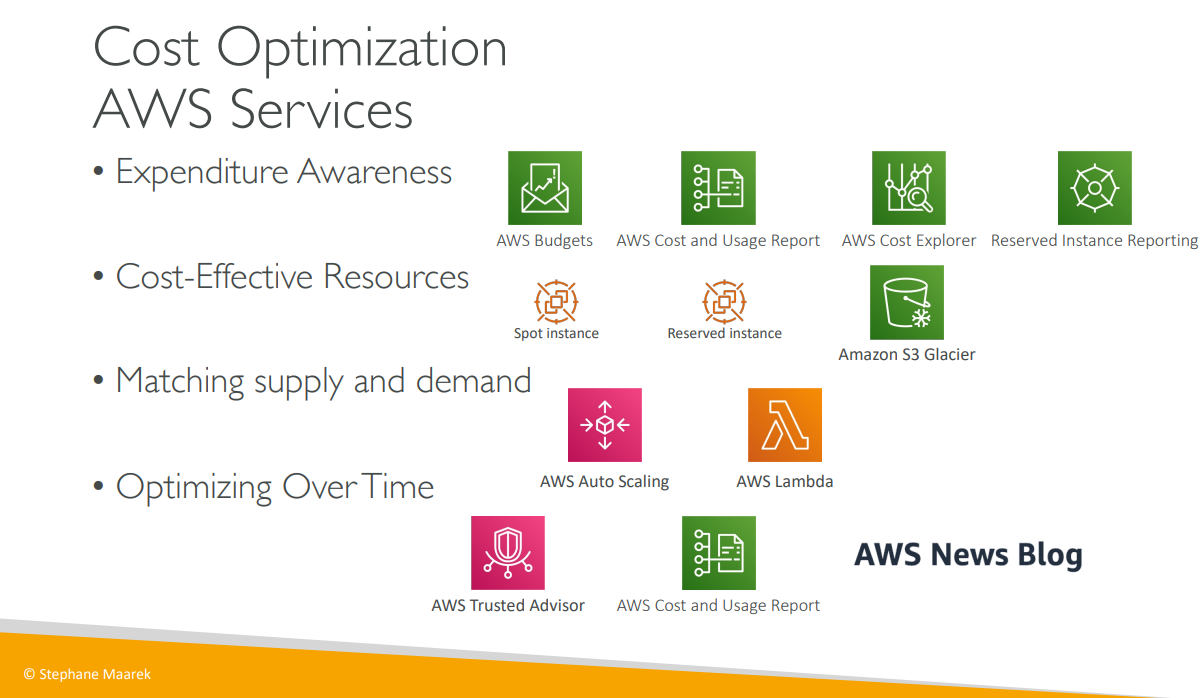 Cost Optimization
AWS Services
• Expenditure Awareness
AWS Budgets
AWS Cost and Usage Report
AWS Cost Explorer
Reserved Instance Reporting
• Cost-Effective Resources
Spot instance
Reserved instance
Amazon S3 Glacier
• Matching supply and demand
AWS Auto Scaling
AWS Lambda
• Optimizing Over Time
AWS Trusted Advisor
AWS Cost and Usage Report
AWS News Blog
© Stephane Maarek